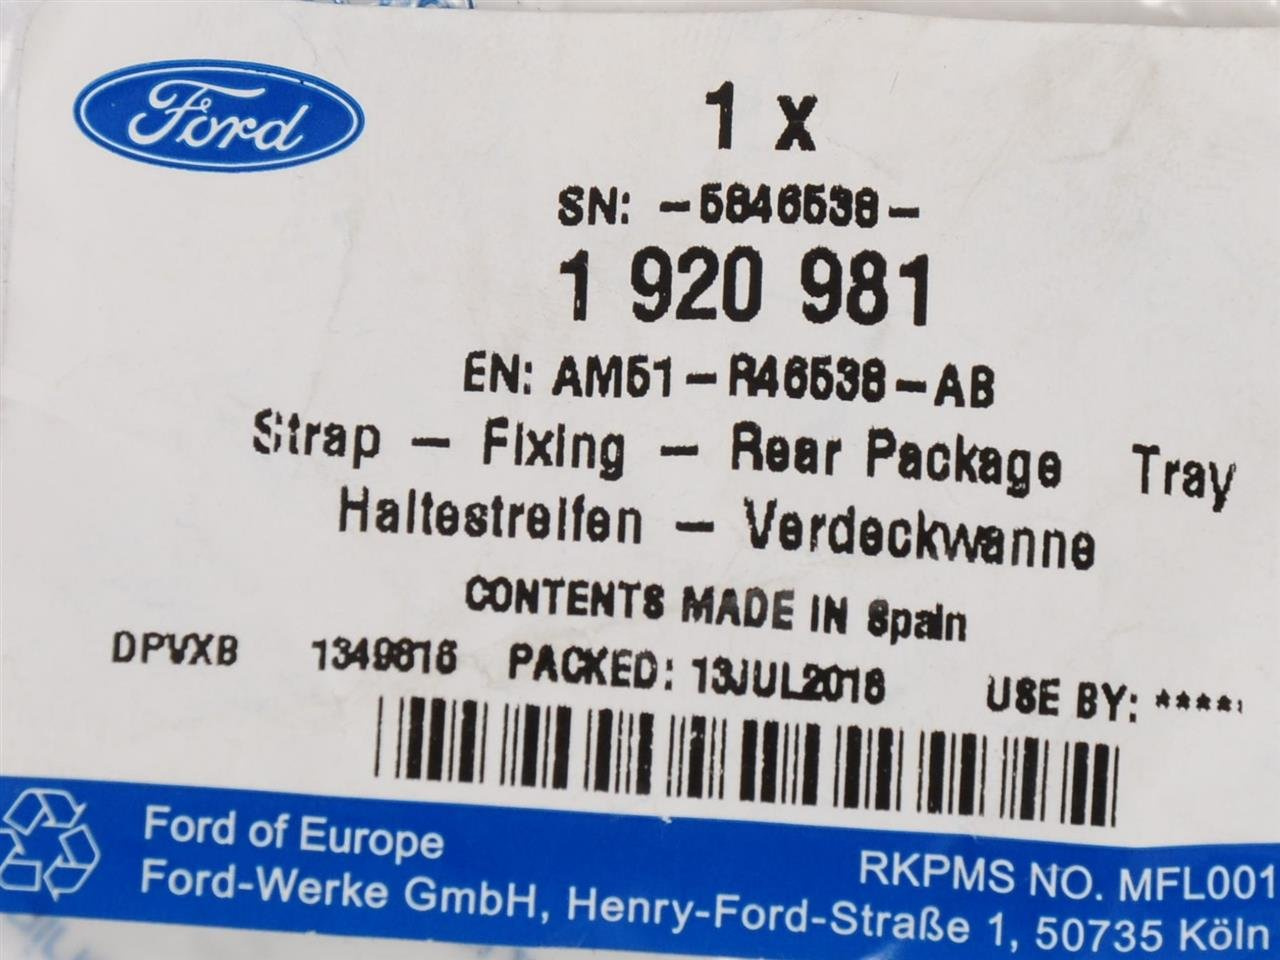 Ford
1 x
SN: -5846538-
1 920 981
EN: AM51-R46538-AB
Strap - Fixing - Rear Package Tray
Haltestreifen - Verdeckwanne
CONTENTS MADE IN Spain
DPVXB 1349816 PACKED: 13JUL2016 USE BY: ****
Ford of Europe
RKPMS NO. MFL001
Ford-Werke GmbH, Henry-Ford-Straße 1, 50735 Köln